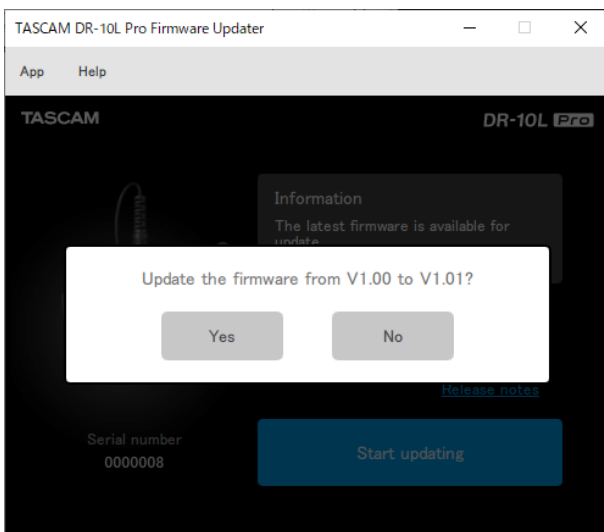 TASCAM DR-10L Pro Firmware Updater
App Help
TASCAM
DR-10L Pro
Information
The latest firmware is available for
update
Update the firmware from V1.00 to V1.01?
Yes No
Release notes
Serial number
0000008
Start updating